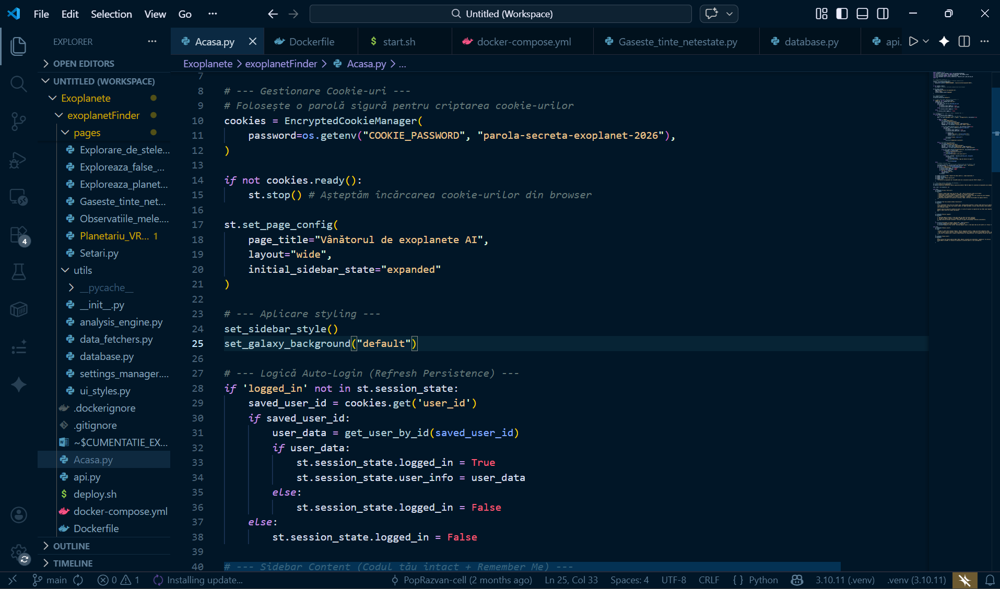 File Edit Selection View Go ··· Untitled (Workspace)
EXPLORER ···
Acasa.py Dockerfile $ start.sh docker-compose.yml Gaseste_tinte_netestate.py database.py api.
OPEN EDITORS
UNTITLED (WORKSPACE)
Exoplanete
exoplanetFinder
pages
Explorare_de_stele...
Exploreaza_false_...
Exploreaza_planet...
Gaseste_tinte_net...
Observatiile_mele....
Planetariu_VR... 1
Setari.py
utils
__pycache__
__init__.py
analysis_engine.py
data_fetchers.py
database.py
settings_manager....
ui_styles.py
.dockerignore
.gitignore
~$CUMENTATIE_EX...
Acasa.py
api.py
$ deploy.sh
docker-compose.yml
Dockerfile
OUTLINE
TIMELINE
4
Exoplanete > exoplanetFinder > Acasa.py > ...
7
8 # --- Gestionare Cookie-uri ---
9 # Folosește o parolă sigură pentru criptarea cookie-urilor
10 cookies = EncryptedCookieManager(
11     password=os.getenv("COOKIE_PASSWORD", "parola-secreta-exoplanet-2026"),
12 )
13
14 if not cookies.ready():
15     st.stop() # Așteptăm încărcarea cookie-urilor din browser
16
17 st.set_page_config(
18     page_title="Vânătorul de exoplanete AI",
19     layout="wide",
20     initial_sidebar_state="expanded"
21 )
22
23 # --- Aplicare styling ---
24 set_sidebar_style()
25 set_galaxy_background("default")
26
27 # --- Logică Auto-Login (Refresh Persistence) ---
28 if 'logged_in' not in st.session_state:
29     saved_user_id = cookies.get('user_id')
30     if saved_user_id:
31         user_data = get_user_by_id(saved_user_id)
32         if user_data:
33             st.session_state.logged_in = True
34             st.session_state.user_info = user_data
35         else:
36             st.session_state.logged_in = False
37     else:
38         st.session_state.logged_in = False
39
40 # --- Sidebar Content (Codul tău intact + Remember Me) ---
main 0 1 Installing update... PopRazvan-cell (2 months ago) Ln 25, Col 33 Spaces: 4 UTF-8 CRLF { } Python 3.10.11 (.venv) .venv (3.10.11)